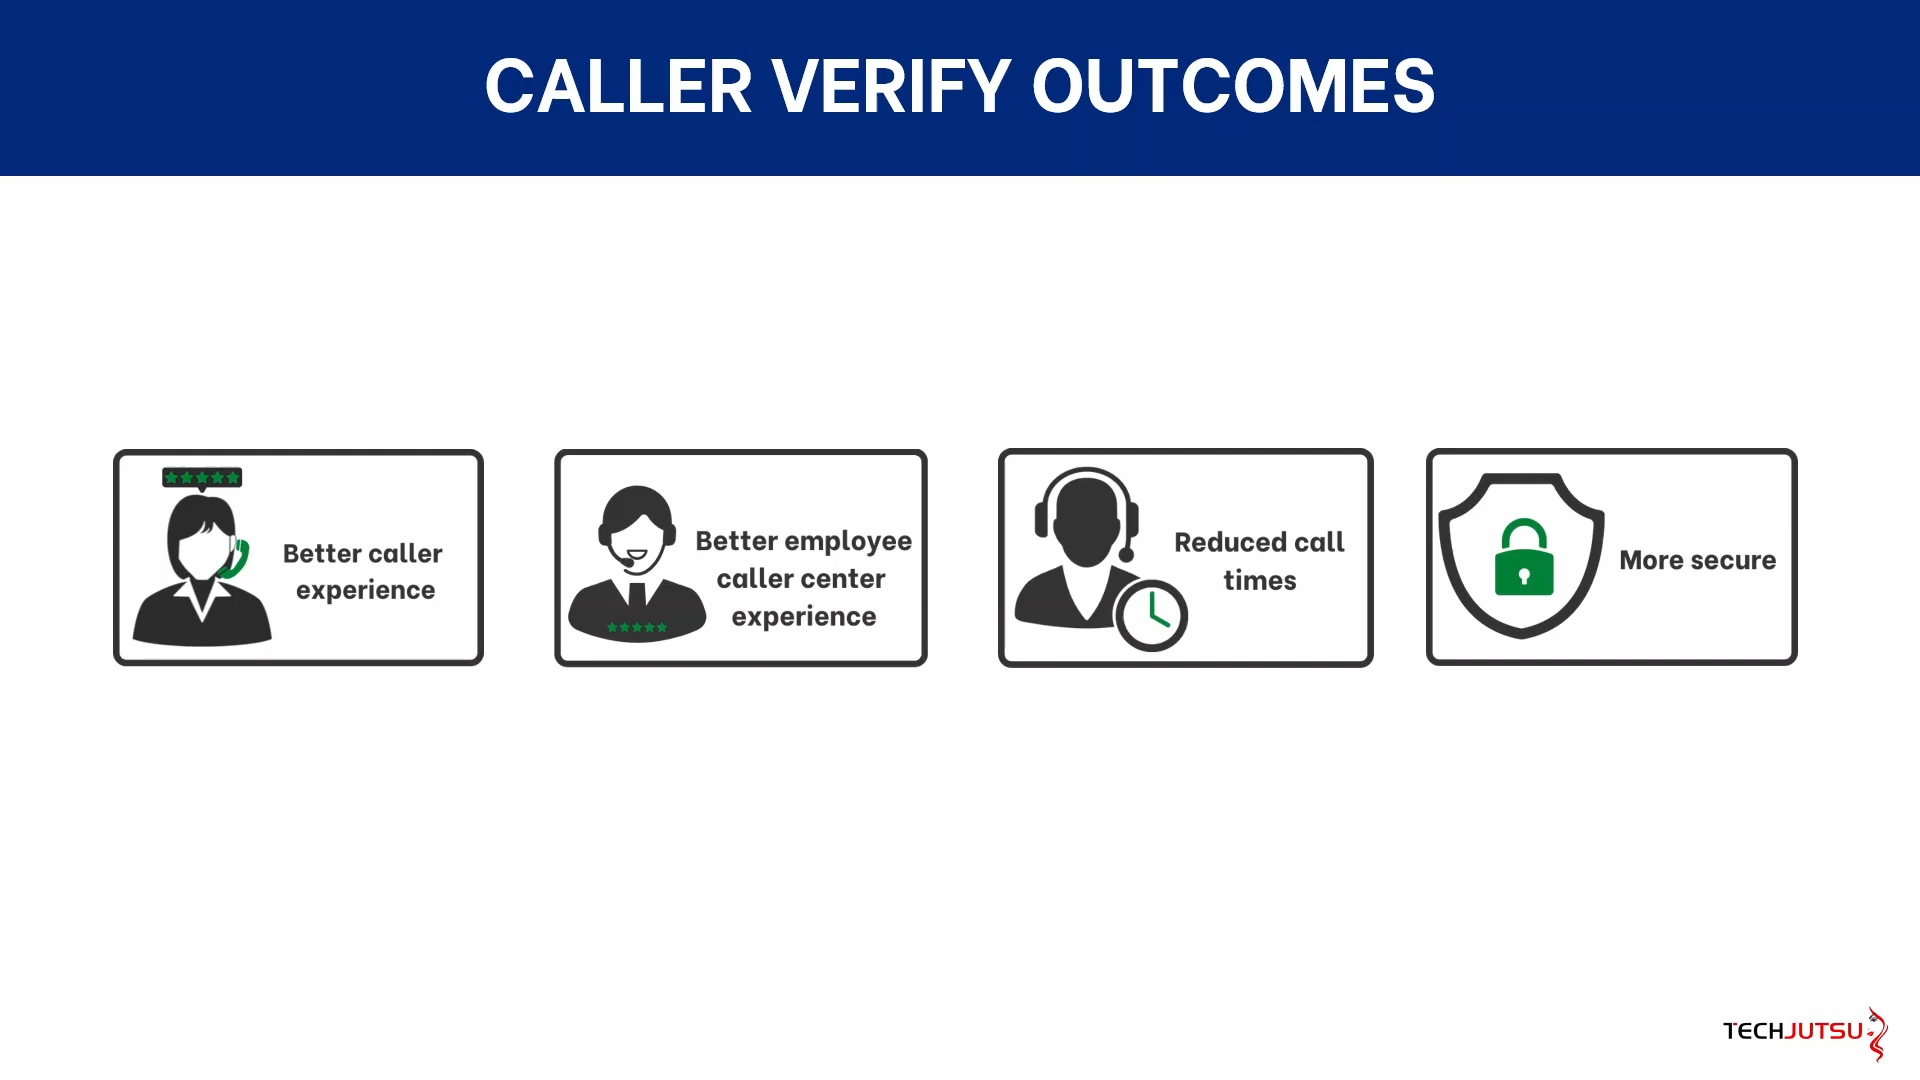 CALLER VERIFY OUTCOMES
Better caller
experience
Better employee
caller center
experience
Reduced call
times
More secure
TECHJUTSU